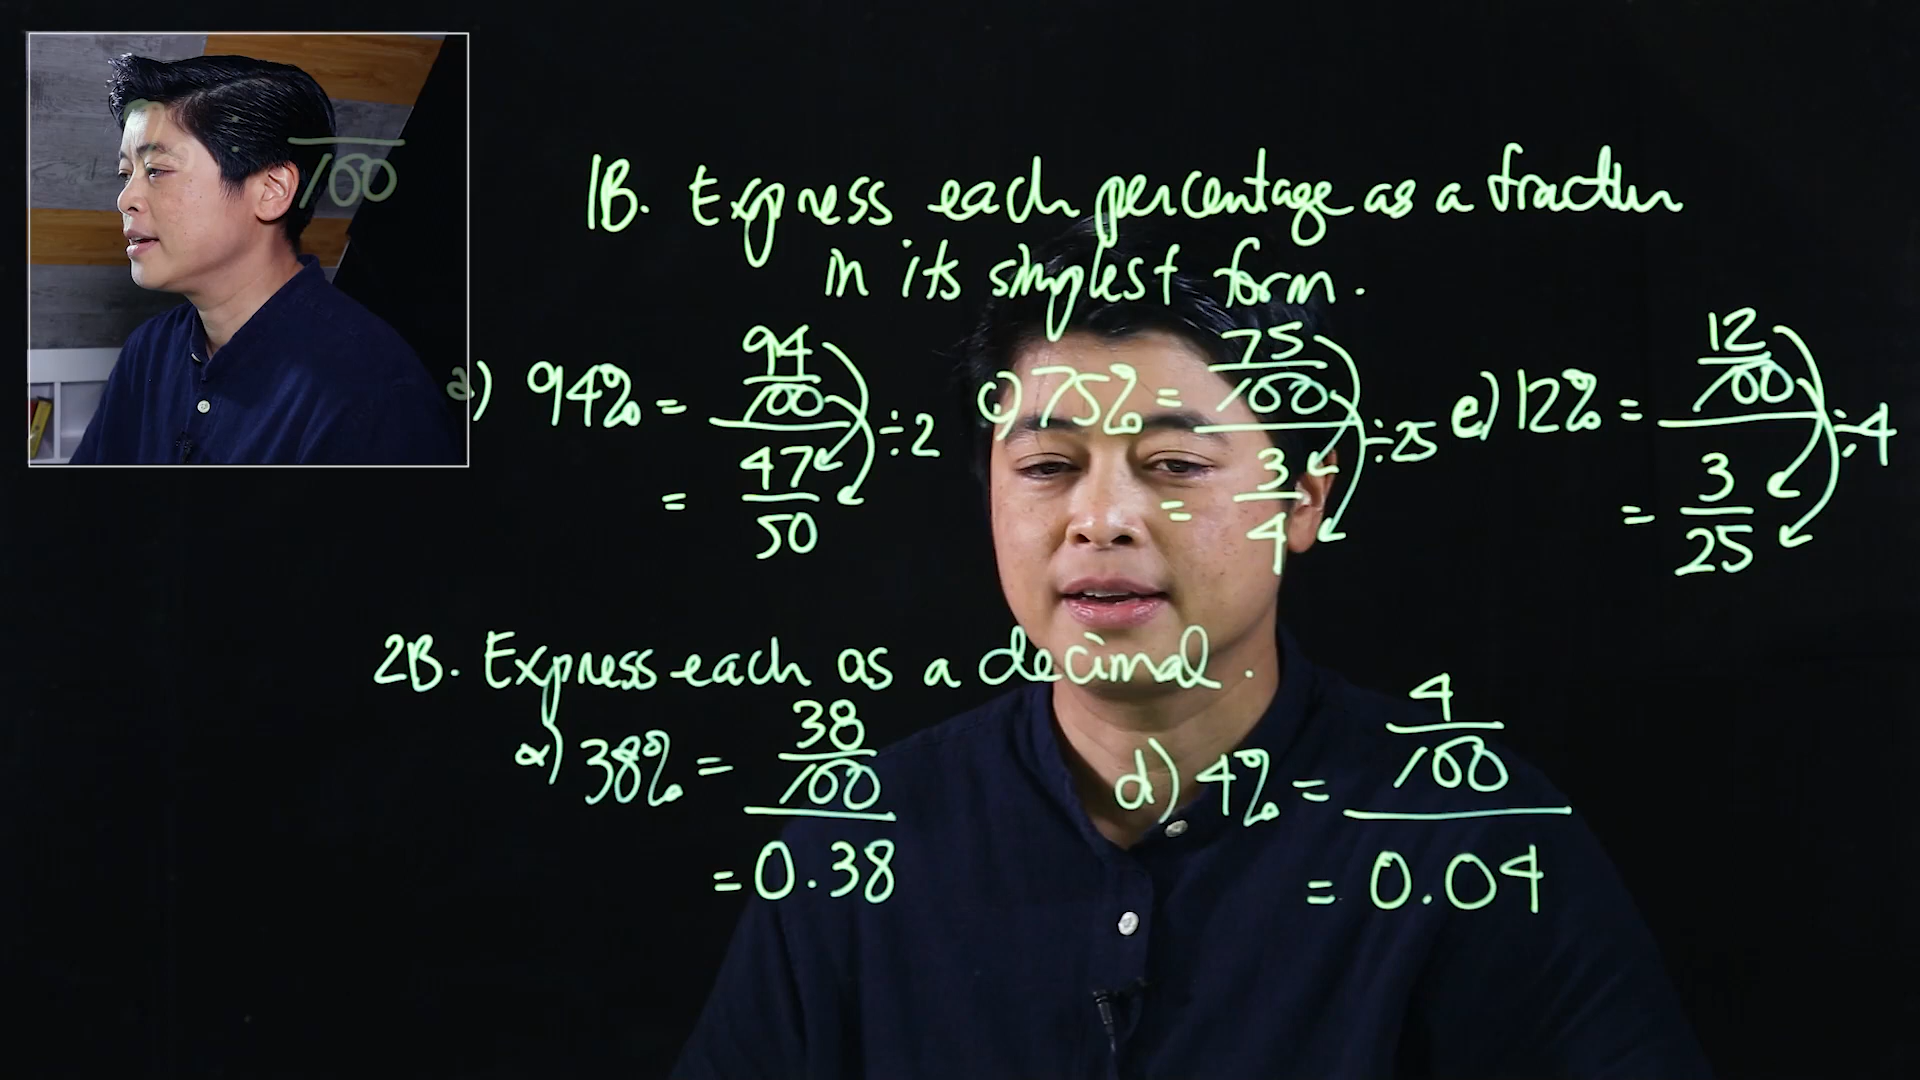 100
1B. Express each percentage as a fraction
in its simplest form.
a) 94% = 94/100 ÷2
= 47/50
c) 75% = 75/100 ÷25
= 3/4
e) 12% = 12/100 ÷4
= 3/25
2B. Express each as a decimal.
a) 38% = 38/100
= 0.38
d) 4% = 4/100
= 0.04